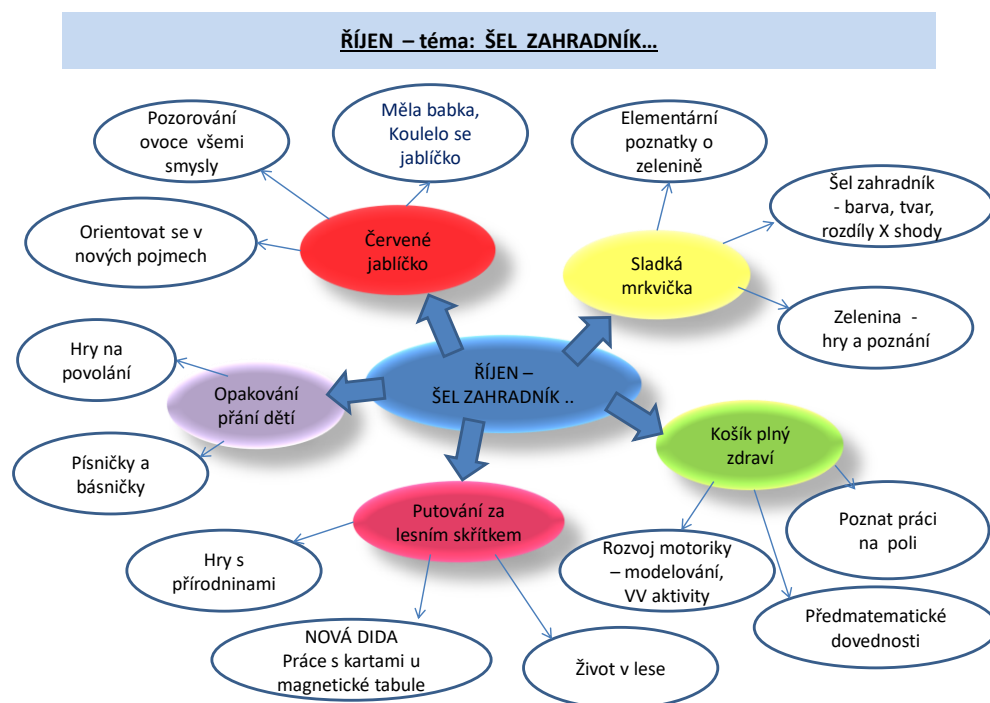 ŘÍJEN – téma: ŠEL ZAHRADNÍK...
Pozorování
ovoce všemi
smysly
Měla babka,
Koulelo se
jablíčko
Elementární
poznatky o
zelenině
Šel zahradník
- barva, tvar,
rozdíly X shody
Orientovat se v
nových pojmech
Červené
jablíčko
Sladká
mrkvička
Zelenina -
hry a poznání
Hry na
povolání
Opakování
přání dětí
ŘÍJEN –
ŠEL ZAHRADNÍK ..
Košík plný
zdraví
Písničky a
básničky
Putování za
lesním skřítkem
Poznat práci
na poli
Hry s
přírodninami
Rozvoj motoriky
– modelování,
VV aktivity
Předmatematické
dovednosti
NOVÁ DIDA
Práce s kartami u
magnetické tabule
Život v lese